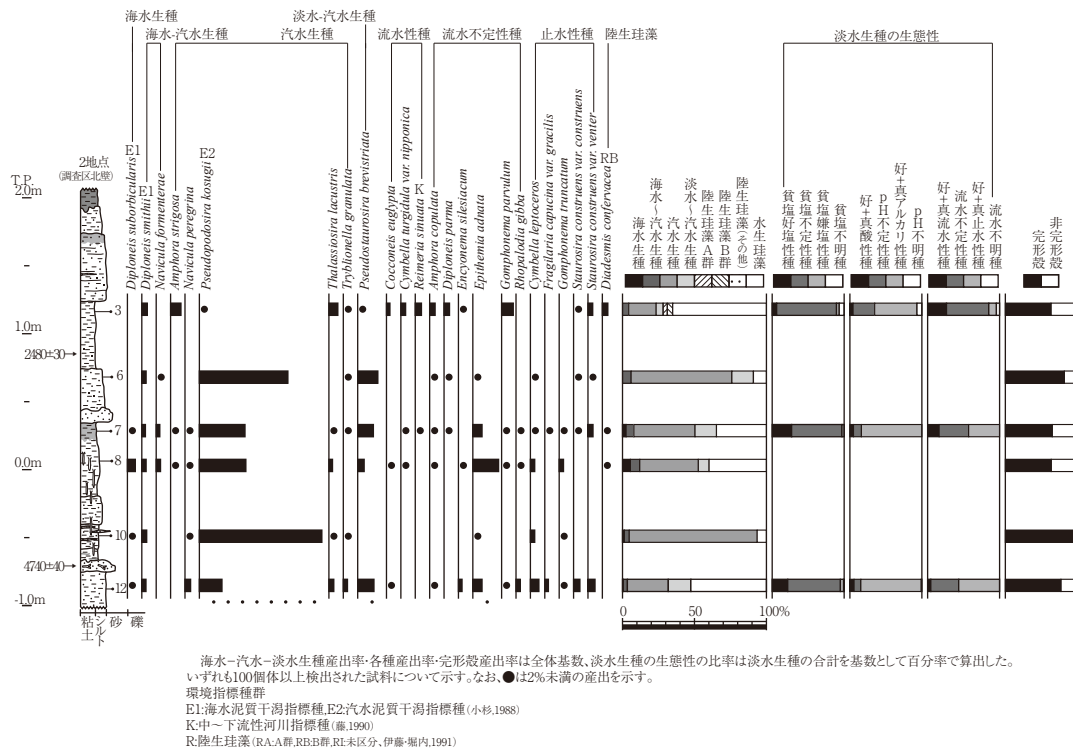 海水生種
海水-汽水生種
汽水生種
淡水-汽水生種
流水性種
流水不定性種
止水性種
陸生珪藻
淡水生種の生態性
2地点
(調査区北壁)
T.P.
2.0m
1.0m
2480±30
0.0m
4740±40
-1.0m
3
6
7
8
10
12
粘土
シルト
砂
礫
E1
Diploneis suborbicularis
E1
Diploneis smithii
Navicula formenterae
Amphora strigosa
Navicula peregrina
E2
Pseudopodosira kosugii
Thalassiosira lacustris
Tryblionella granulata
Pseudostaurosira brevistriata
Cocconeis euglypta
Cymbella turgidula var. nipponica
K
Reimeria sinuata
Amphora copulata
Diploneis parma
Encyonema silesiacum
Epithemia adnata
Gomphonema parvulum
Rhopalodia gibba
Cymbella leptoceros
Fragilaria capucina var. gracilis
Gomphonema truncatum
Staurosira construens var. construens
Staurosira construens var. venter
RB
Diadesmis confervacea
海水生種
海水〜汽水生種
汽水生種
淡水〜汽水生種
陸生珪藻A群
陸生珪藻B群
陸生珪藻(その他)
水生珪藻
貧塩好塩性種
貧塩不定性種
貧塩嫌塩性種
貧塩不明種
好+真酸性種
pH不定性種
好+真アルカリ性種
pH不明種
好+真流水性種
流水不定性種
好+真止水性種
流水不明種
完形殻
非完形殻
0
50
100%
海水−汽水−淡水生種産出率・各種産出率・完形殻産出率は全体基数、淡水生種の生態性の比率は淡水生種の合計を基数として百分率で算出した。
いずれも100個体以上検出された試料について示す。なお、●は2%未満の産出を示す。
環境指標種群
E1:海水泥質干潟指標種,E2:汽水泥質干潟指標種(小杉,1988)
K:中〜下流性河川指標種(藤,1990)
R:陸生珪藻(RA:A群,RB:B群,RI:未区分、伊藤・堀内,1991)